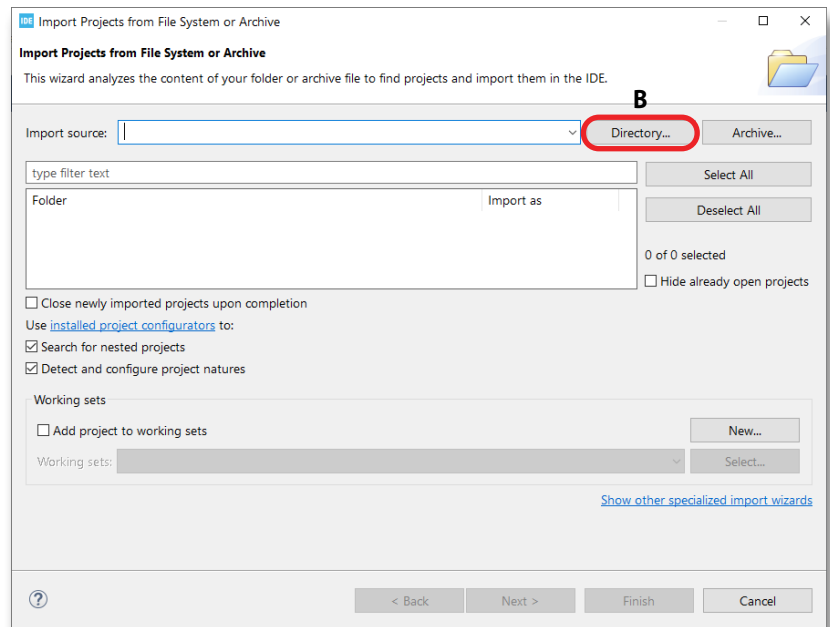 IDE Import Projects from File System or Archive
Import Projects from File System or Archive
This wizard analyzes the content of your folder or archive file to find projects and import them in the IDE.
B
Import source: Directory... Archive...
type filter text Select All
Folder Import as
Deselect All
0 of 0 selected
Hide already open projects
Close newly imported projects upon completion
Use installed project configurators to:
Search for nested projects
Detect and configure project natures
Working sets
Add project to working sets New...
Working sets: Select...
Show other specialized import wizards
? < Back Next > Finish Cancel